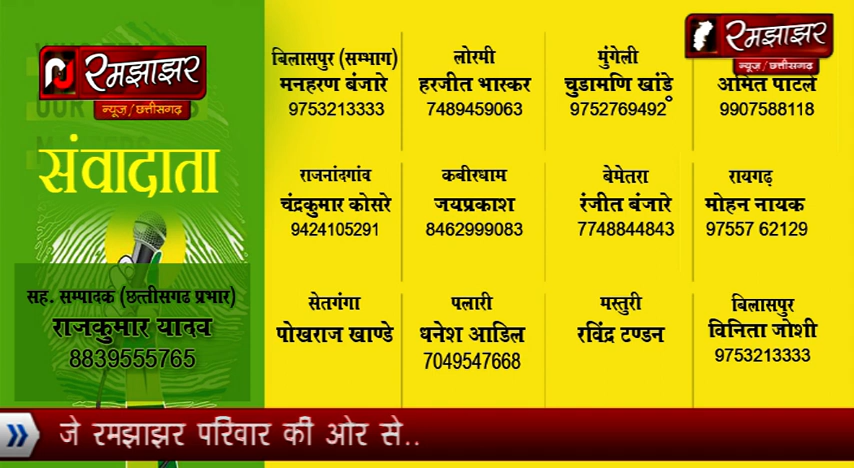 रमझाझर
न्यूज़/छत्तीसगढ़
संवादाता
सह. सम्पादक (छत्तीसगढ प्रभार)
राजकुमार यादव
8839555765
बिलासपुर (सम्भाग)
मनहरण बंजारे
9753213333
लोरमी
हरजीत भास्कर
7489459063
मुंगेली
चुडामणि खांडे
9752769492
रमझाझर
न्यूज़/छत्तीसगढ़
अमित पाटले
9907588118
राजनांदगांव
चंद्रकुमार कोसरे
9424105291
कबीरधाम
जयप्रकाश
8462999083
बेमेतरा
रंजीत बंजारे
7748844843
रायगढ़
मोहन नायक
97557 62129
सेतगंगा
पोखराज खाण्डे
पलारी
धनेश आडिल
7049547668
मस्तुरी
रविंद्र टण्डन
बिलासपुर
विनिता जोशी
9753213333
जे रमझाझर परिवार की ओर से..